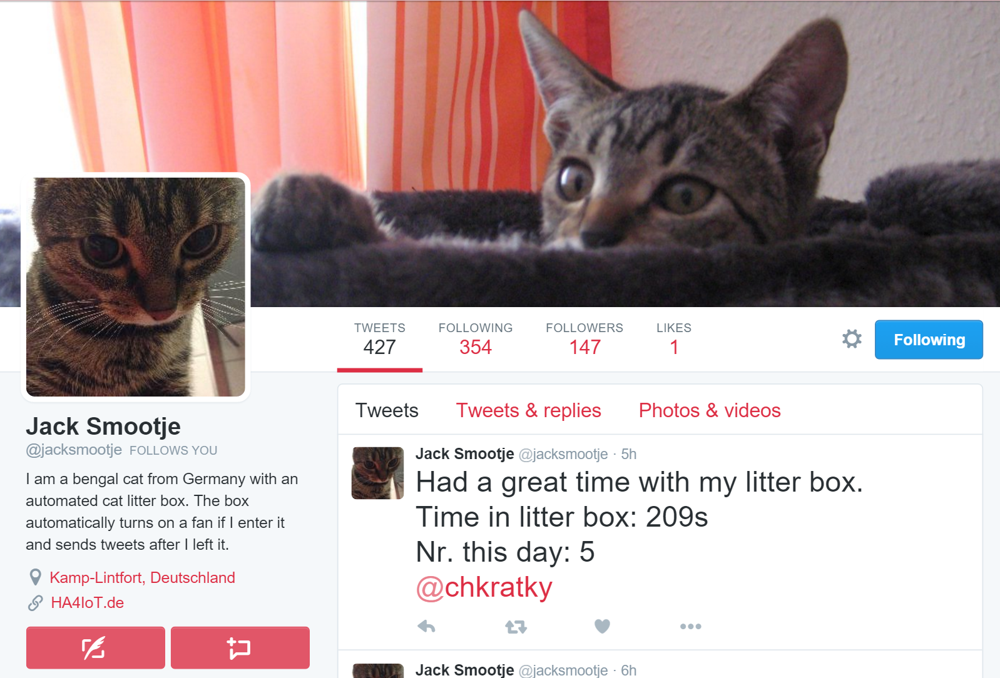 TWEETS
427
FOLLOWING
354
FOLLOWERS
147
LIKES
1
Following
Jack Smootje
@jacksmootje FOLLOWS YOU
I am a bengal cat from Germany with an
automated cat litter box. The box
automatically turns on a fan if I enter it
and sends tweets after I left it.
Kamp-Lintfort, Deutschland
HA4IoT.de
Tweets Tweets & replies Photos & videos
Jack Smootje @jacksmootje · 5h
Had a great time with my litter box.
Time in litter box: 209s
Nr. this day: 5
@chkratky
Jack Smootje @jacksmootje · 6h